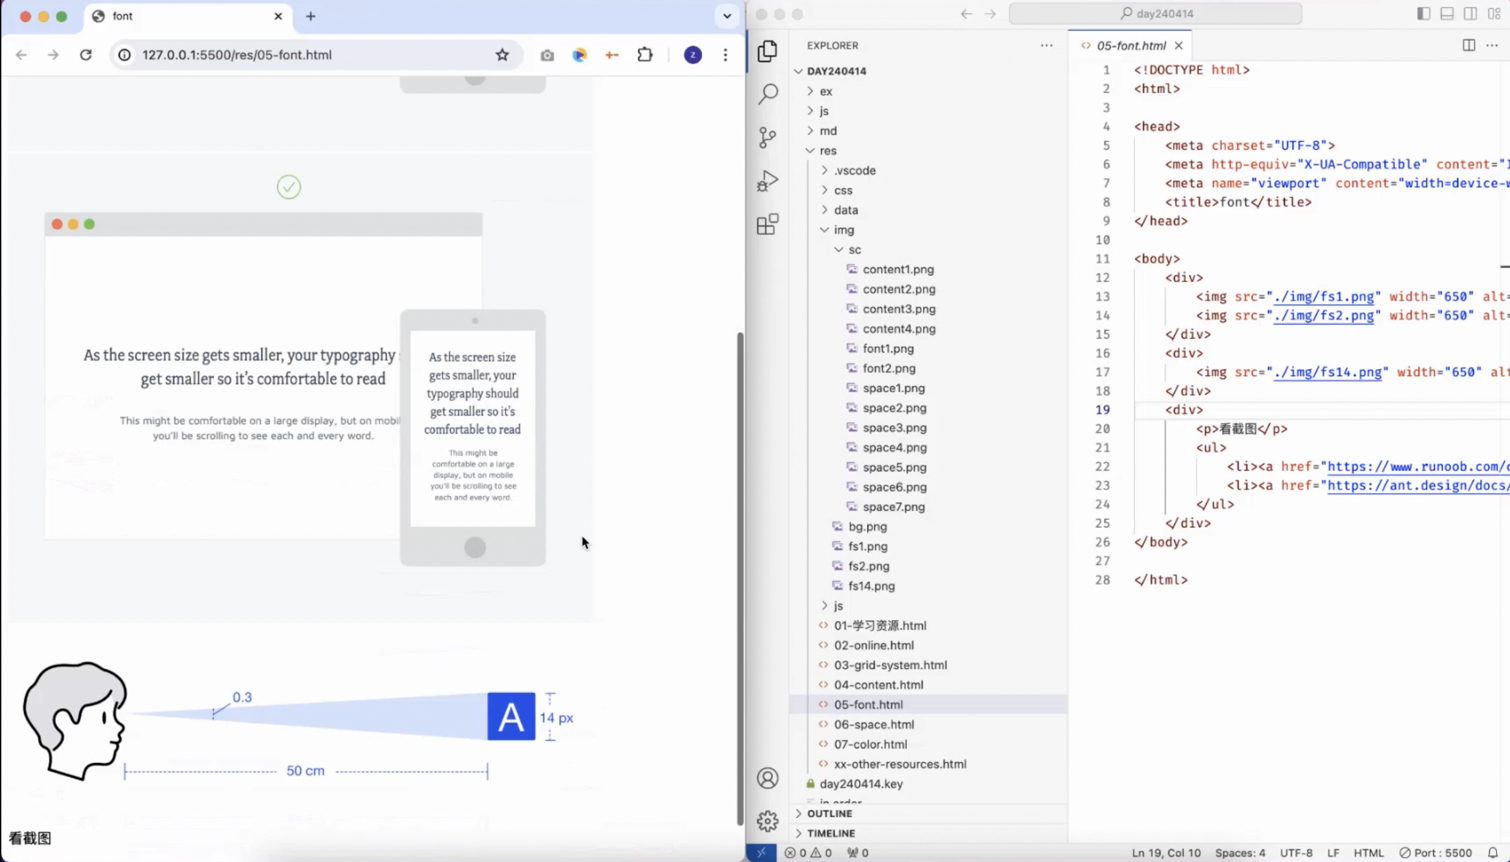 font
127.0.0.1:5500/res/05-font.html
Z
As the screen size gets smaller, your typography
get smaller so it's comfortable to read
This might be comfortable on a large display, but on mobil
you'll be scrolling to see each and every word.
As the screen size
gets smaller, your
typography should
get smaller so it's
comfortable to read
This might be
comfortable on a large
display, but on mobile
you'll be scrolling to see
each and every word.
0.3
A
14 px
50 cm
看截图
day240414
EXPLORER
DAY240414
ex
js
md
res
.vscode
css
data
img
sc
content1.png
content2.png
content3.png
content4.png
font1.png
font2.png
space1.png
space2.png
space3.png
space4.png
space5.png
space6.png
space7.png
bg.png
fs1.png
fs2.png
fs14.png
js
01-学习资源.html
02-online.html
03-grid-system.html
04-content.html
05-font.html
06-space.html
07-color.html
xx-other-resources.html
day240414.key
OUTLINE
TIMELINE
05-font.html
1 <!DOCTYPE html>
2 <html>
3
4 <head>
5 <meta charset="UTF-8">
6 <meta http-equiv="X-UA-Compatible" content="
7 <meta name="viewport" content="width=device-w
8 <title>font</title>
9 </head>
10
11 <body>
12 <div>
13 <img src="./img/fs1.png" width="650" alt=
14 <img src="./img/fs2.png" width="650" alt=
15 </div>
16 <div>
17 <img src="./img/fs14.png" width="650" alt
18 </div>
19 <div>
20 <p>看截图</p>
21 <ul>
22 <li><a href="https://www.runoob.com/
23 <li><a href="https://ant.design/docs/
24 </ul>
25 </div>
26 </body>
27
28 </html>
0 0 0
Ln 19, Col 10 Spaces: 4 UTF-8 LF HTML Port : 5500